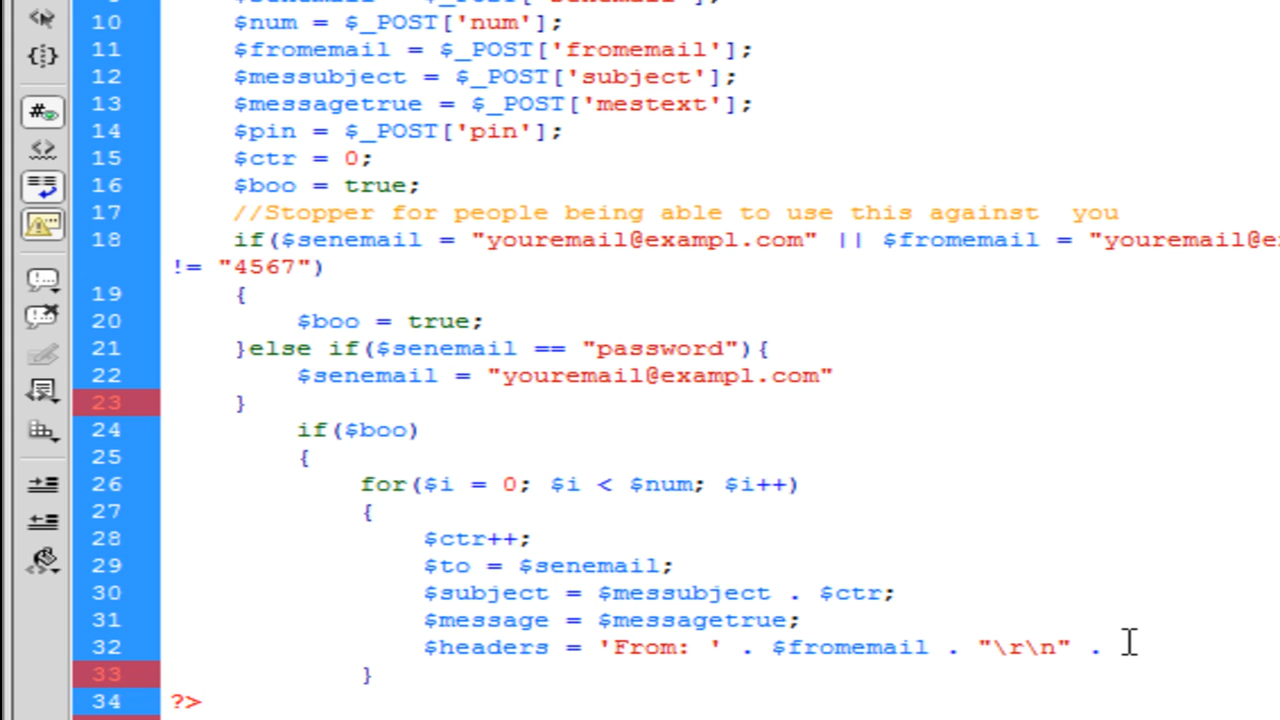 10 $num = $_POST['num'];
11 $fromemail = $_POST['fromemail'];
12 $messubject = $_POST['subject'];
13 $messagetrue = $_POST['mestext'];
14 $pin = $_POST['pin'];
15 $ctr = 0;
16 $boo = true;
17 //Stopper for people being able to use this against  you
18 if($senemail = "youremail@exampl.com" || $fromemail = "youremail@e
!= "4567")
19 {
20 $boo = true;
21 }else if($senemail == "password"){
22 $senemail = "youremail@exampl.com"
23 }
24 if($boo)
25 {
26 for($i = 0; $i < $num; $i++)
27 {
28 $ctr++;
29 $to = $senemail;
30 $subject = $messubject . $ctr;
31 $message = $messagetrue;
32 $headers = 'From: ' . $fromemail . "\r\n" .
33 }
34 ?>